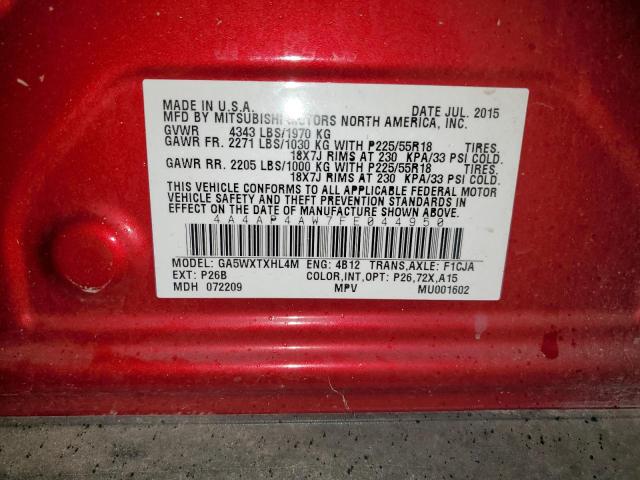 MADE IN U.S.A. DATE JUL. 2015
MFD BY MITSUBISHI MOTORS NORTH AMERICA, INC.
GVWR 4343 LBS/1970 KG
GAWR FR. 2271 LBS/1030 KG WITH P225/55R18 TIRES.
18X7J RIMS AT 230 KPA/33 PSI COLD.
GAWR RR. 2205 LBS/1000 KG WITH P225/55R18 TIRES.
18X7J RIMS AT 230 KPA/33 PSI COLD.
THIS VEHICLE CONFORMS TO ALL APPLICABLE FEDERAL MOTOR
VEHICLE SAFETY AND THEFT PREVENTION STANDARDS IN
EFFECT ON THE DATE OF MANUFACTURE SHOWN ABOVE.
4A4AP4AW7FE044950
MODEL: GA5WXTXHL4M ENG: 4B12 TRANS,AXLE: F1CJA
EXT: P26B COLOR,INT,OPT: P26,72X,A15
MDH 072209 MPV MU001602